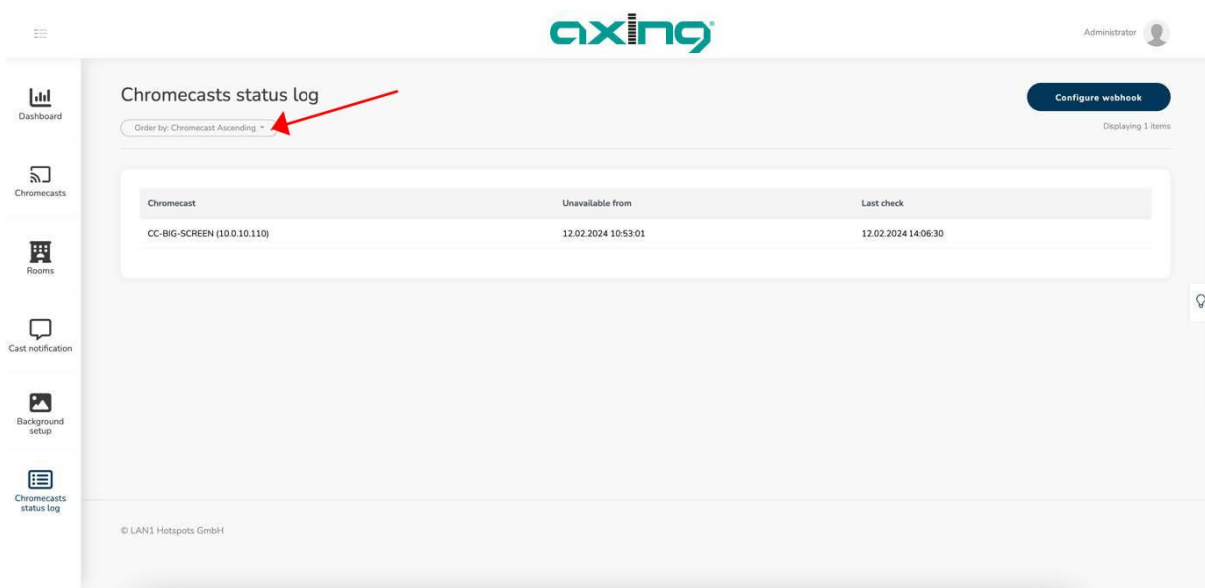 axing
Administrator
Dashboard
Chromecasts
Rooms
Cast notification
Background
setup
Chromecasts
status log
Chromecasts status log
Configure webhook
Order by: Chromecast Ascending
Displaying 1 items
Chromecast Unavailable from Last check
CC-BIG-SCREEN (10.0.10.110) 12.02.2024 10:53:01 12.02.2024 14:06:30
© LAN1 Hotspots GmbH